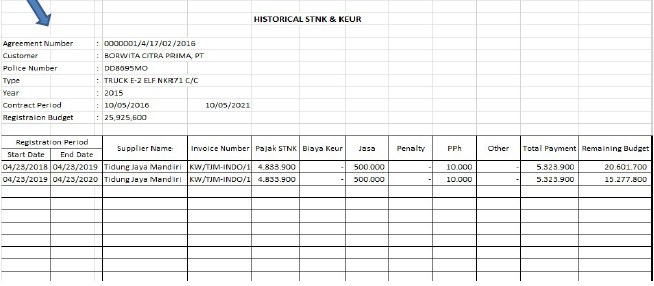 HISTORICAL STNK & KEUR
Agreement Number : 0000001/4/17/02/2016
Customer : BORWITA CITRA PRIMA, PT
Police Number : DD8695MO
Type : TRUCK E-2 ELF NKR71 C/C
Year : 2015
Contract Period : 10/05/2016 10/05/2021
Registraion Budget : 25,925,600
Registration Period Supplier Name Invoice Number Pajak STNK Biaya Keur Jasa Penalty PPh Other Total Payment Remaining Budget
Start Date End Date
04/23/2018 04/23/2019 Tidung Jaya Mandiri KW/TJM-INDO/1 4.833.900 - 500.000 - 10.000 - 5.323.900 20.601.700
04/23/2019 04/23/2020 Tidung Jaya Mandiri KW/TJM-INDO/1 4.833.900 - 500.000 - 10.000 - 5.323.900 15.277.800